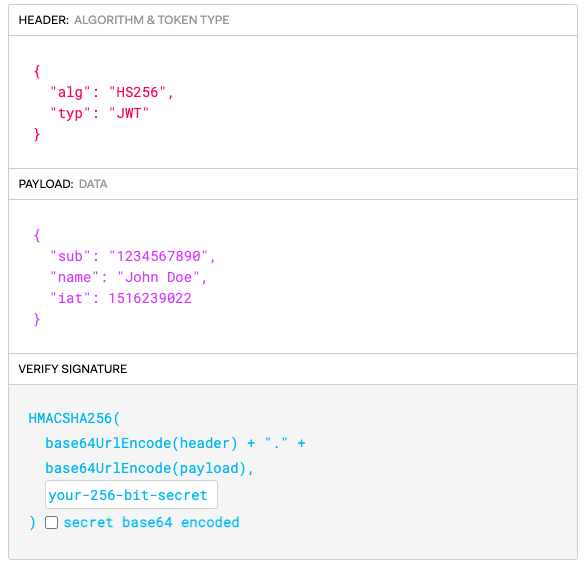 HEADER: ALGORITHM & TOKEN TYPE
{
"alg": "HS256",
"typ": "JWT"
}
PAYLOAD: DATA
{
"sub": "1234567890",
"name": "John Doe",
"iat": 1516239022
}
VERIFY SIGNATURE
HMACSHA256(
base64UrlEncode(header) + "." +
base64UrlEncode(payload),
your-256-bit-secret
) secret base64 encoded